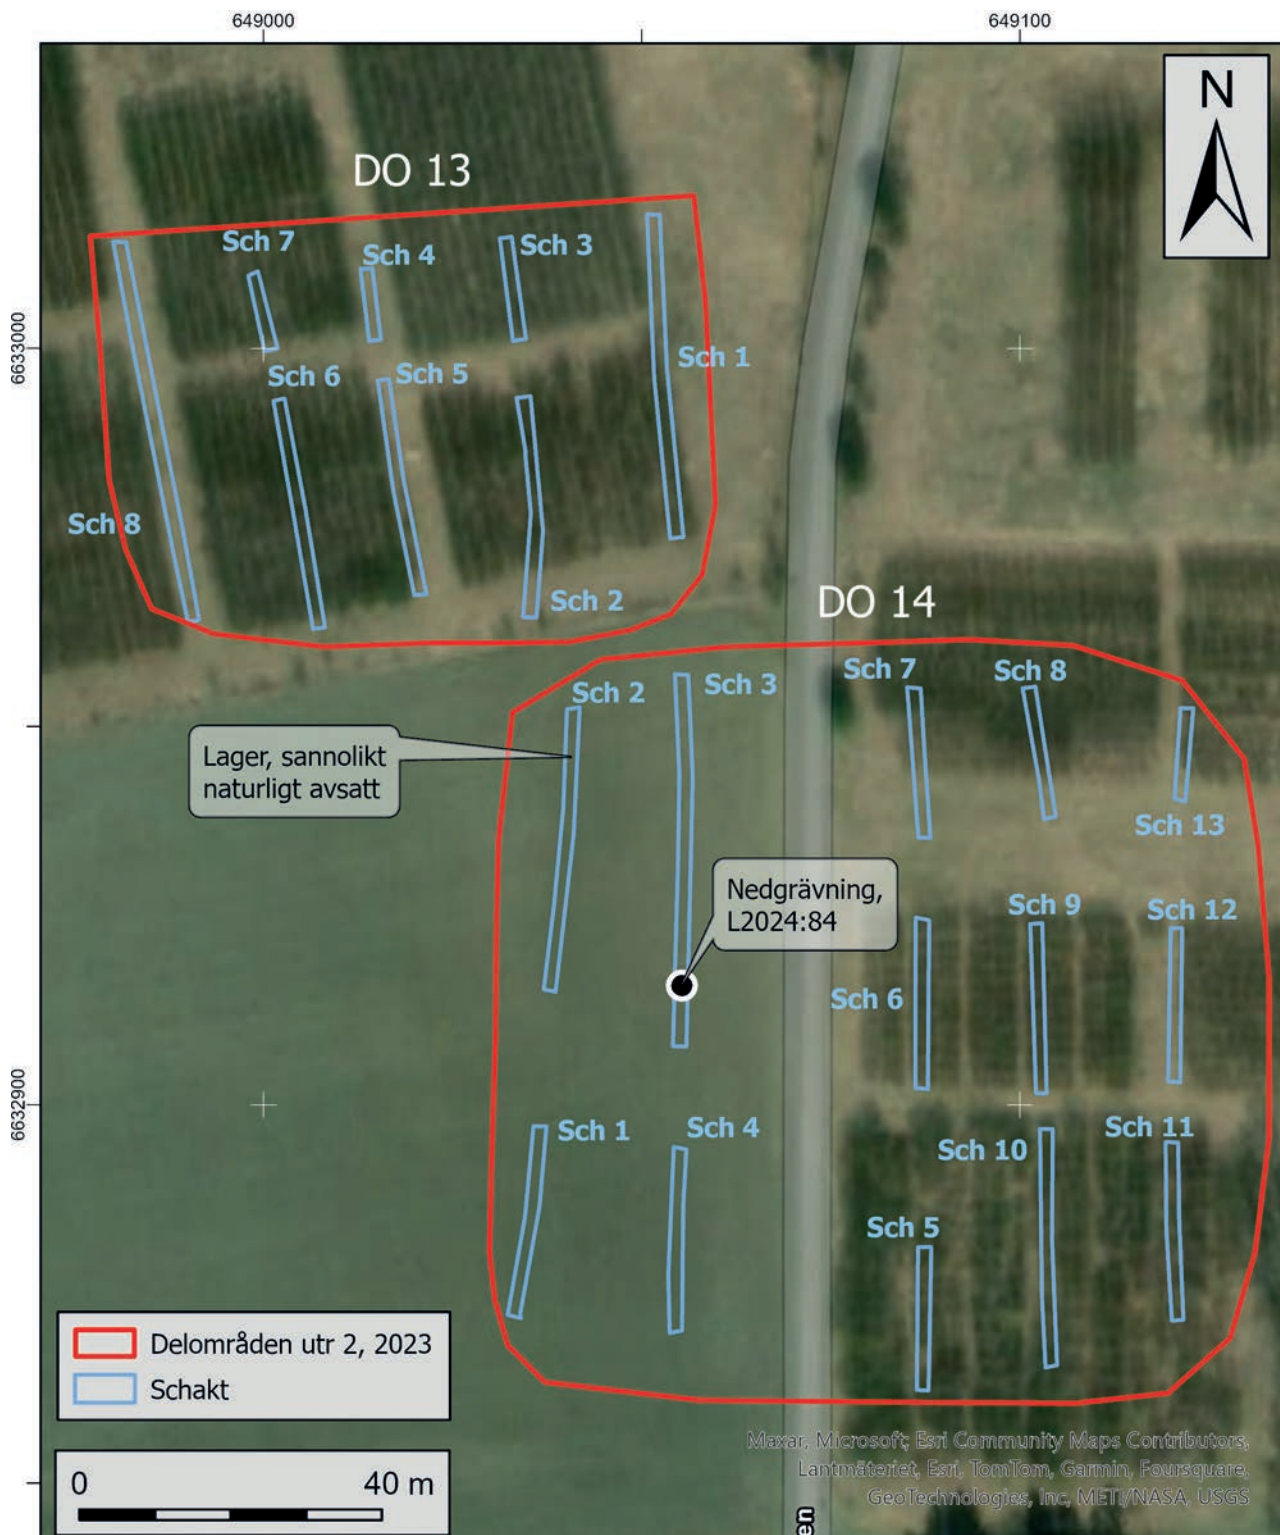 649000
649100
N
DO 13
Sch 7
Sch 4
Sch 3
6633000
Sch 1
Sch 6
Sch 5
Sch 8
Sch 2
DO 14
Sch 2
Sch 3
Sch 7
Sch 8
Lager, sannolikt
naturligt avsatt
Sch 13
Nedgrävning,
L2024:84
Sch 9
Sch 12
Sch 6
6632900
Sch 1
Sch 4
Sch 10
Sch 11
Sch 5
Delområden utr 2, 2023
Schakt
0 40 m
Maxar, Microsoft, Esri Community Maps Contributors,
Lantmäteriet, Esri, TomTom, Garmin, Foursquare,
GeoTechnologies, Inc, METI/NASA, USGS
en